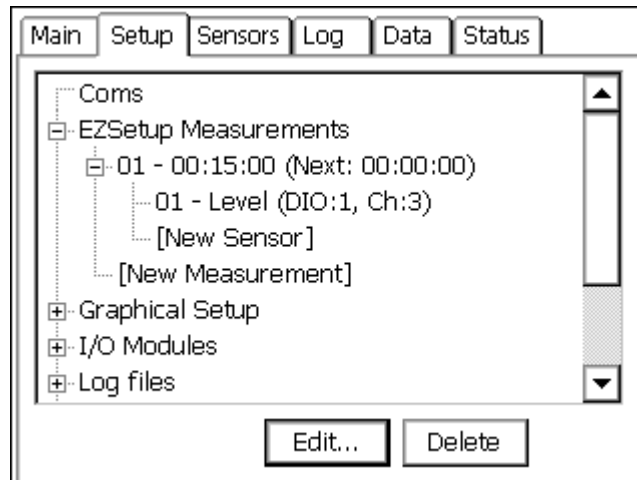 Main Setup Sensors Log Data Status
Coms
EZSetup Measurements
01 - 00:15:00 (Next: 00:00:00)
01 - Level (DIO:1, Ch:3)
[New Sensor]
[New Measurement]
Graphical Setup
I/O Modules
Log files
Edit... Delete